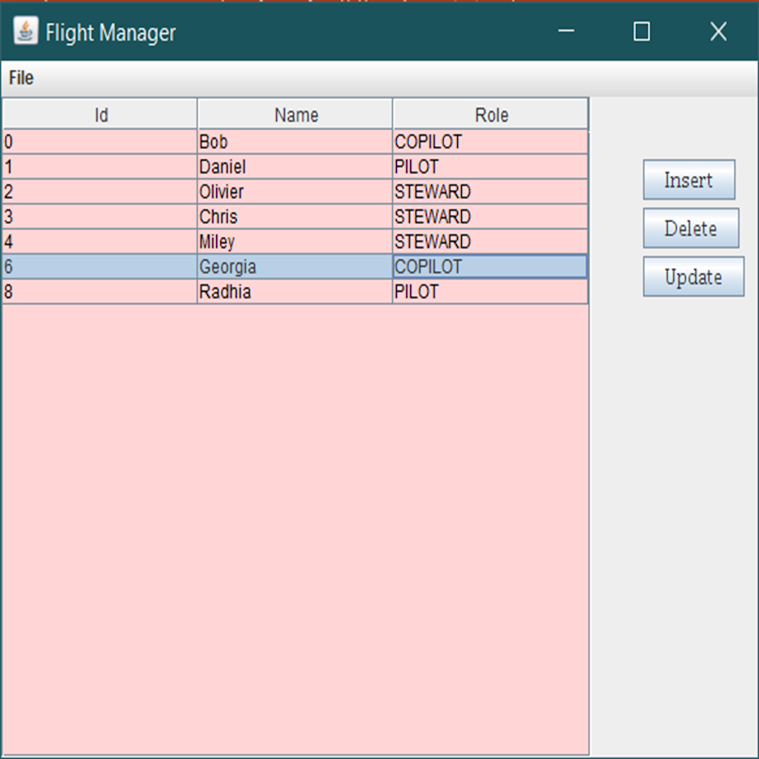 Flight Manager
File
Id Name Role
0 Bob COPILOT
1 Daniel PILOT
2 Olivier STEWARD
3 Chris STEWARD
4 Miley STEWARD
6 Georgia COPILOT
8 Radhia PILOT
Insert
Delete
Update